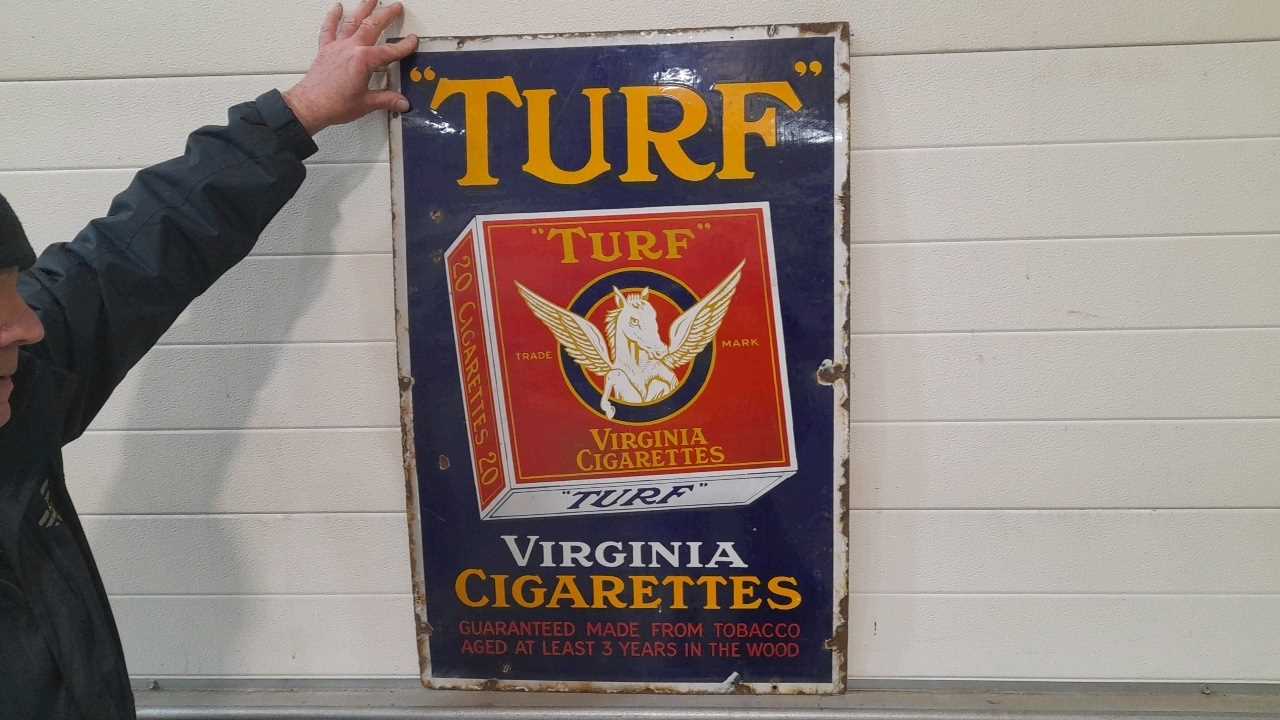 "TURF"
"TURF"
TRADE MARK
VIRGINIA
CIGARETTES
20 CIGARETTES 20
"TURF"
VIRGINIA
CIGARETTES
GUARANTEED MADE FROM TOBACCO
AGED AT LEAST 3 YEARS IN THE WOOD